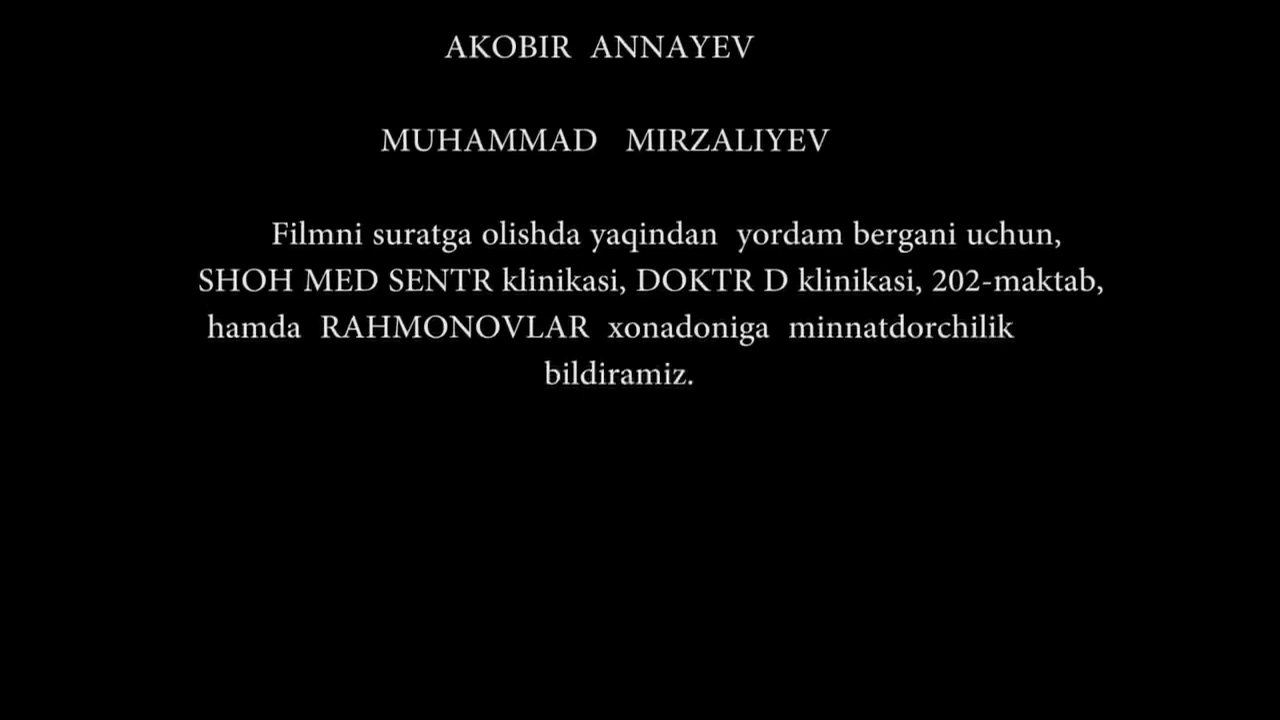 AKOBIR ANNAYEV
MUHAMMAD MIRZALIYEV
Filmni suratga olishda yaqindan yordam bergani uchun,
SHOH MED SENTR klinikasi, DOKTR D klinikasi, 202-maktab,
hamda RAHMONOVLAR xonadoniga minnatdorchilik
bildiramiz.